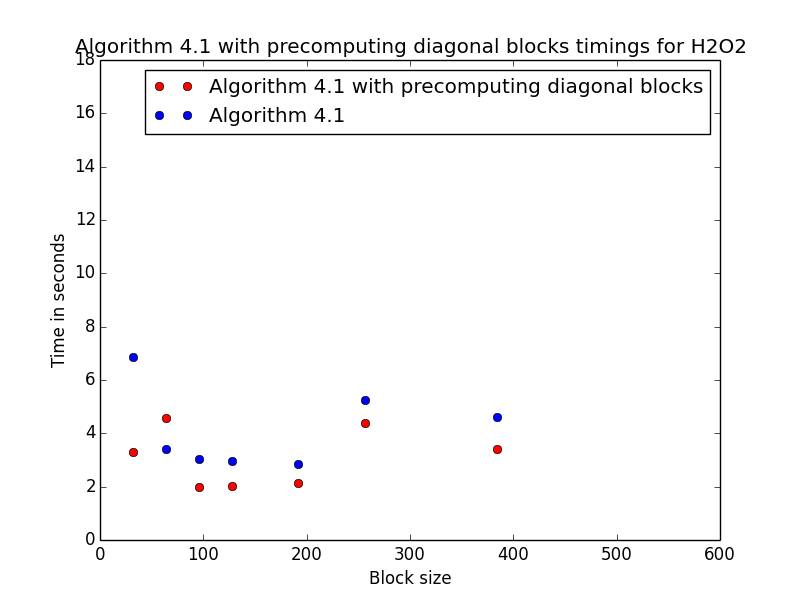 Algorithm 4.1 with precomputing diagonal blocks timings for H2O2
18
16
14
12
10
8
6
4
2
0
Algorithm 4.1 with precomputing diagonal blocks
Algorithm 4.1
Time in seconds
0 100 200 300 400 500 600
Block size